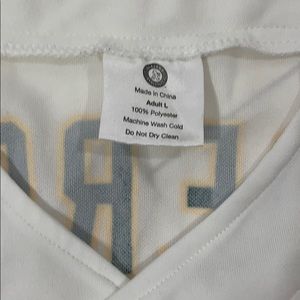 Made in China
Adult L
100% Polyester
Machine Wash Cold
Do Not Dry Clean